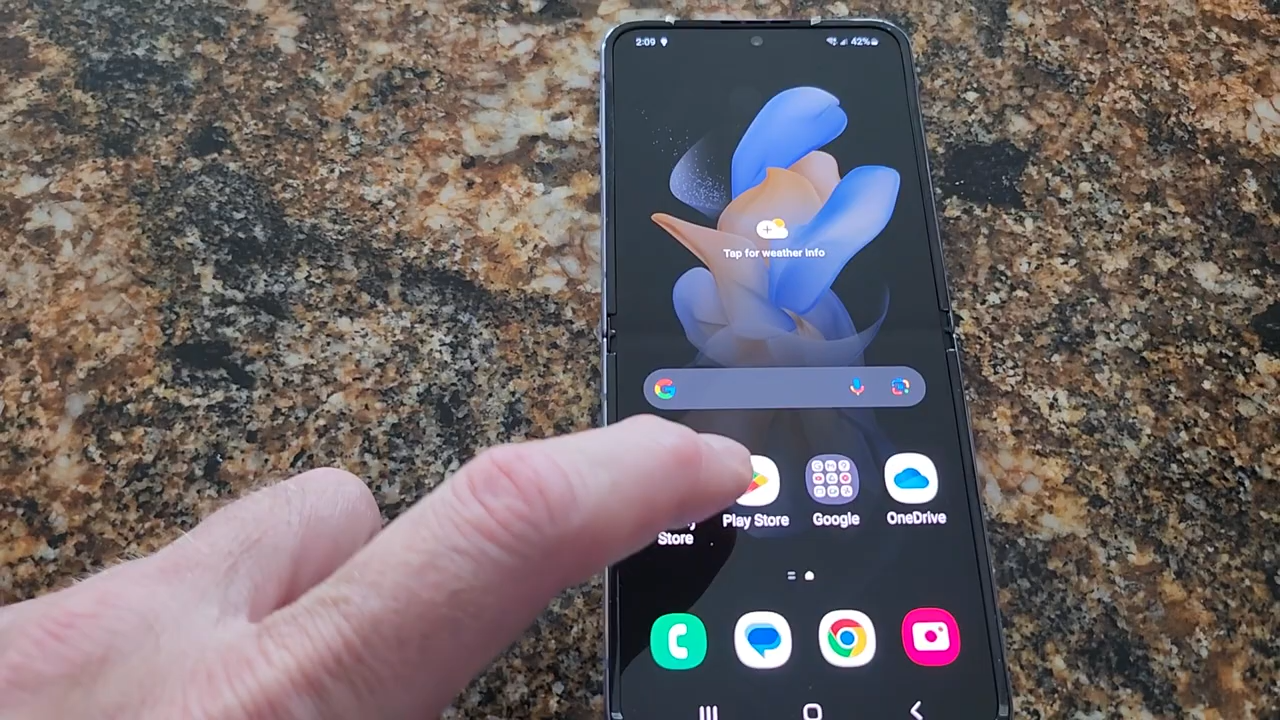 2:09
42%
Tap for weather info
Play Store
Google
OneDrive
Store